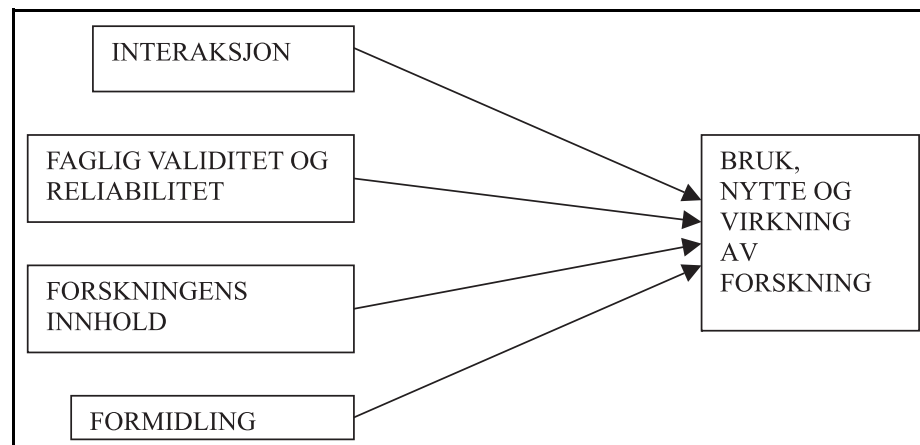 INTERAKSJON
FAGLIG VALIDITET OG
RELIABILITET
FORSKNINGENS
INNHOLD
FORMIDLING
BRUK,
NYTTE OG
VIRKNING
AV
FORSKNING